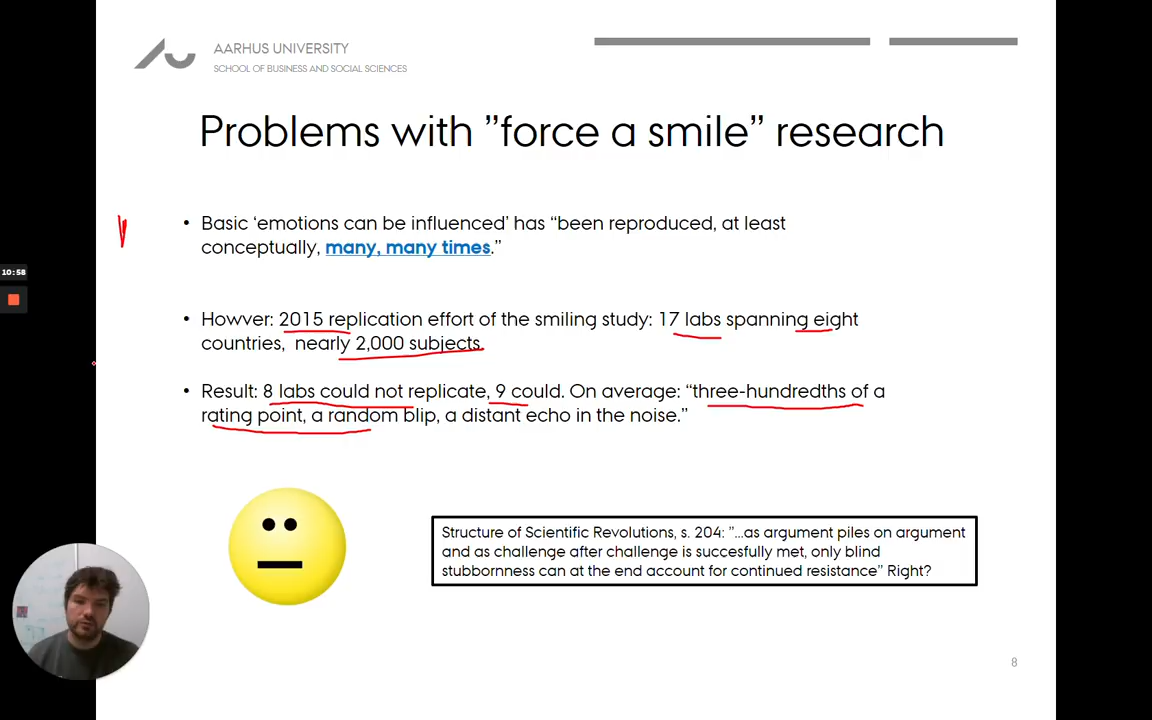 AARHUS UNIVERSITY
SCHOOL OF BUSINESS AND SOCIAL SCIENCES
Problems with ”force a smile” research
• Basic ‘emotions can be influenced’ has “been reproduced, at least
conceptually, many, many times.”
10:58
• Howver: 2015 replication effort of the smiling study: 17 labs spanning eight
countries, nearly 2,000 subjects.
• Result: 8 labs could not replicate, 9 could. On average: “three-hundredths of a
rating point, a random blip, a distant echo in the noise.”
Structure of Scientific Revolutions, s. 204: ”...as argument piles on argument
and as challenge after challenge is succesfully met, only blind
stubbornness can at the end account for continued resistance” Right?
8